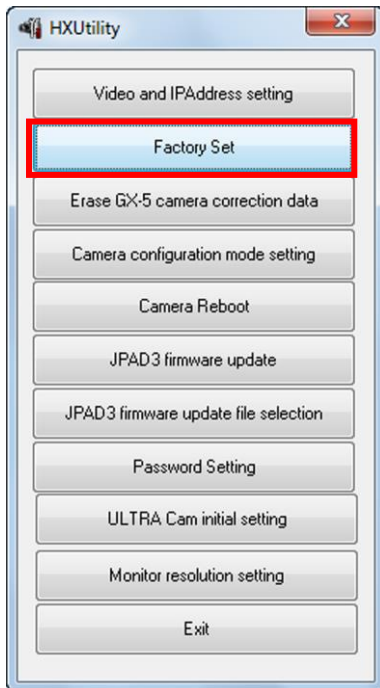 HXUtility
Video and IPAddress setting
Factory Set
Erase GX-5 camera correction data
Camera configuration mode setting
Camera Reboot
JPAD3 firmware update
JPAD3 firmware update file selection
Password Setting
ULTRA Cam initial setting
Monitor resolution setting
Exit